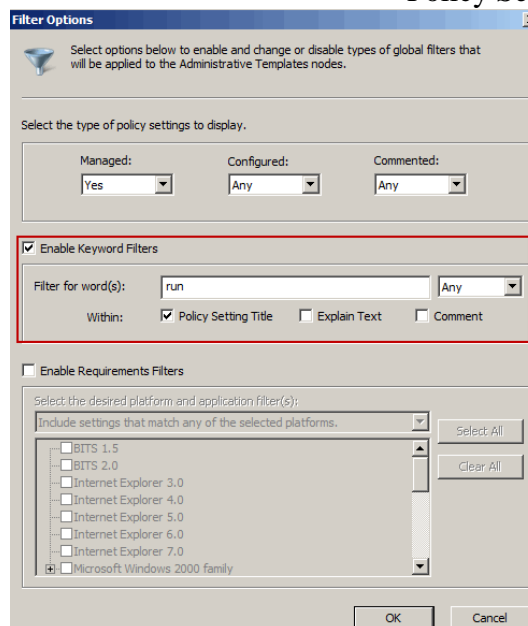 Policy Se
Filter Options
Select options below to enable and change or disable types of global filters that
will be applied to the Administrative Templates nodes.
Select the type of policy settings to display.
Managed: Configured: Commented:
Yes Any Any
Enable Keyword Filters
Filter for word(s): run Any
Within: Policy Setting Title Explain Text Comment
Enable Requirements Filters
Select the desired platform and application filter(s):
Include settings that match any of the selected platforms. Select All
BITS 1.5
BITS 2.0 Clear All
Internet Explorer 3.0
Internet Explorer 4.0
Internet Explorer 5.0
Internet Explorer 6.0
Internet Explorer 7.0
Microsoft Windows 2000 family
OK Cancel